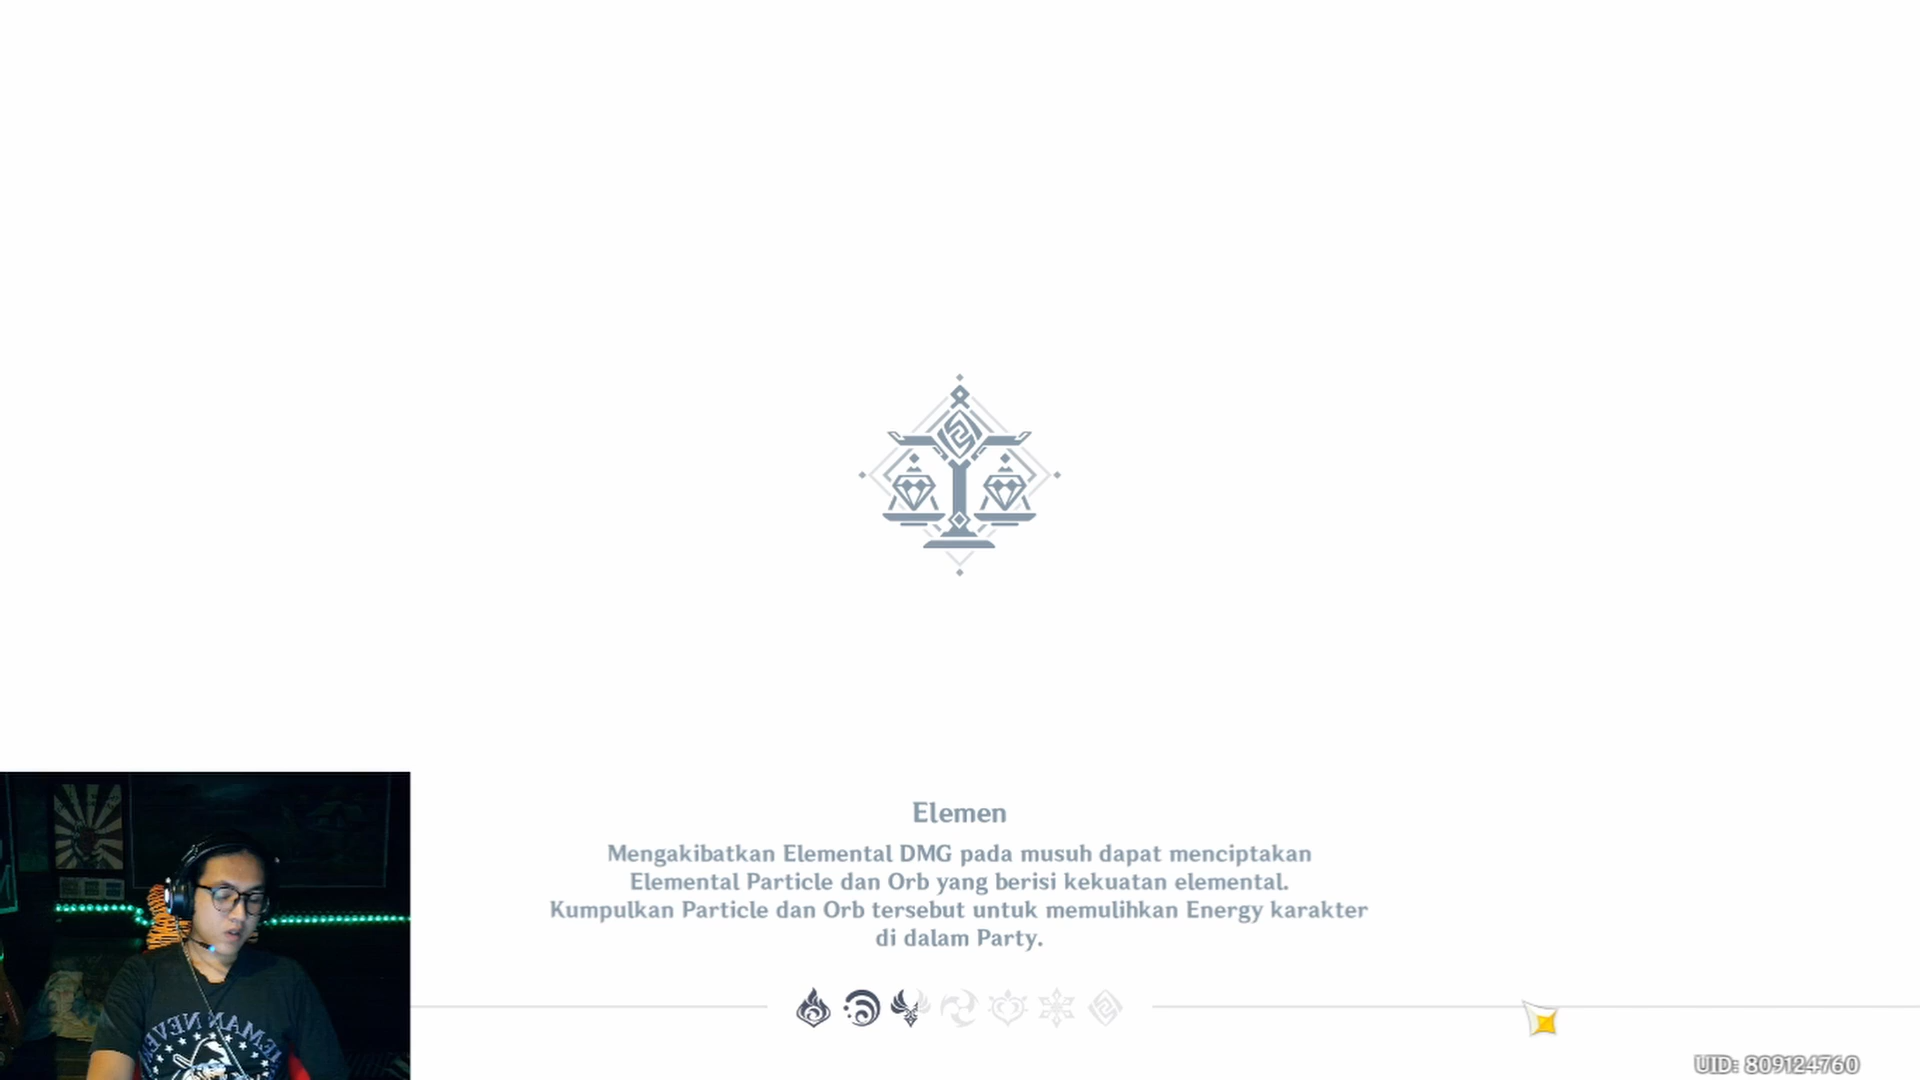 Elemen
Mengakibatkan Elemental DMG pada musuh dapat menciptakan
Elemental Particle dan Orb yang berisi kekuatan elemental.
Kumpulkan Particle dan Orb tersebut untuk memulihkan Energy karakter
di dalam Party.
UID: 809124760